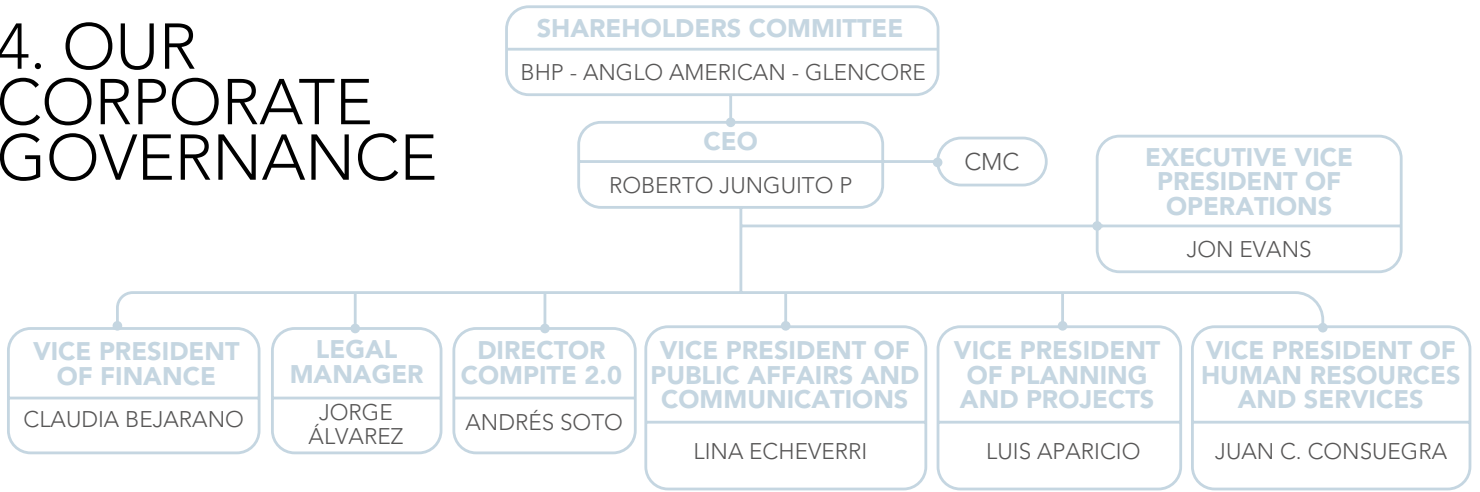 4. OUR
CORPORATE
GOVERNANCE
SHAREHOLDERS COMMITTEE
BHP - ANGLO AMERICAN - GLENCORE
CEO
ROBERTO JUNGUITO P
CMC
EXECUTIVE VICE
PRESIDENT OF
OPERATIONS
JON EVANS
VICE PRESIDENT
OF FINANCE
CLAUDIA BEJARANO
LEGAL
MANAGER
JORGE
ÁLVAREZ
DIRECTOR
COMPITE 2.0
ANDRÉS SOTO
VICE PRESIDENT OF
PUBLIC AFFAIRS AND
COMMUNICATIONS
LINA ECHEVERRI
VICE PRESIDENT
OF PLANNING
AND PROJECTS
LUIS APARICIO
VICE PRESIDENT OF
HUMAN RESOURCES
AND SERVICES
JUAN C. CONSUEGRA